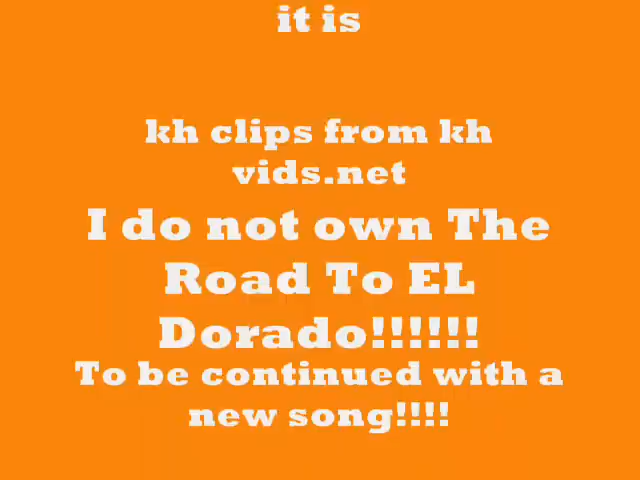 it is
kh clips from kh
vids.net
I do not own The
Road To EL
Dorado!!!!!!
To be continued with a
new song!!!!